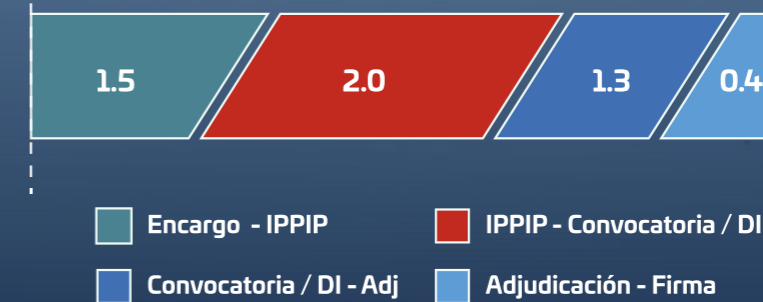 1.5 2.0 1.3 0.4
Encargo - IPPIP IPPIP - Convocatoria / DI
Convocatoria / DI - Adj Adjudicación - Firma